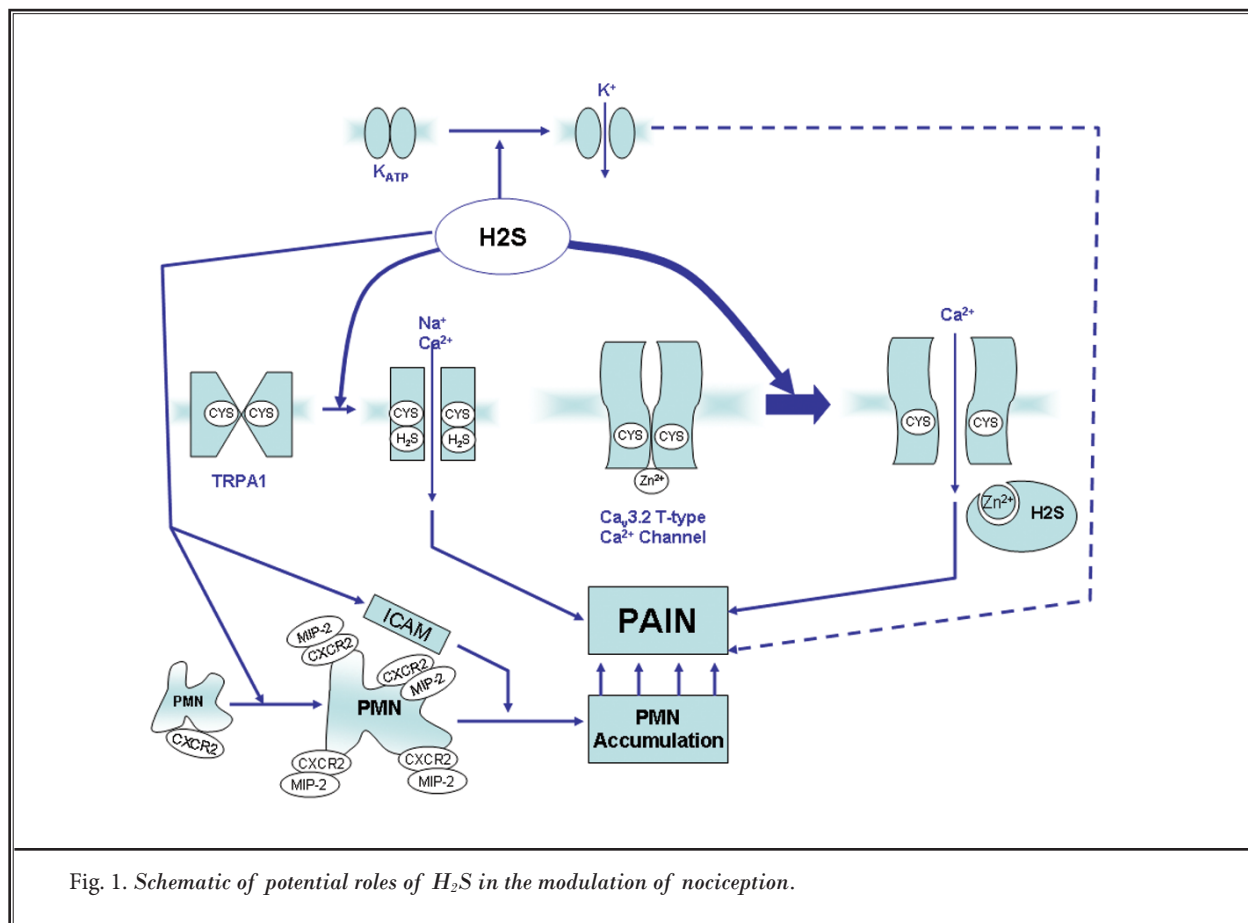 K⁺
K_ATP
H2S
Na⁺
Ca²⁺
Ca²⁺
CYS CYS
CYS CYS
H₂S H₂S
CYS CYS
Zn²⁺
CYS CYS
TRPA1
Caᵥ3.2 T-type
Ca²⁺ Channel
Zn²⁺ H2S
ICAM
PAIN
MIP-2
CXCR2
CXCR2
MIP-2
PMN
CXCR2
PMN
CXCR2
MIP-2
CXCR2
MIP-2
PMN
Accumulation
Fig. 1. Schematic of potential roles of H₂S in the modulation of nociception.